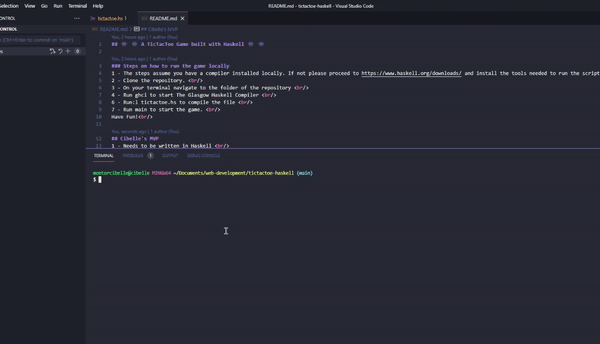 Selection View Go Run Terminal Help
README.md - tictactoe-haskell - Visual Studio Code
CONTROL
tictactoe.hs 1
README.md
CONTROL
README.md
Cibelle's MVP
You, 2 hours ago | 1 author (You)
1 ## A TicTacToe Game built with Haskell
2
You, 2 hours ago | 1 author (You)
3 ### Steps on how to run the game locally
4 1 - The steps assume you have a compiler installed locally. If not please proceed to https://www.haskell.org/downloads/ and install the tools needed to run the script
5 2 - Clone the repository. <br/>
6 3 - On your terminal navigate to the folder of the repository <br/>
7 4 - Run ghci to start The Glasgow Haskell Compiler <br/>
8 6 - Run:l tictactoe.hs to compile the file <br/>
9 7 - Run main to start the game. <br/>
10 Have Fun!<br/>
11
You, seconds ago | 1 author (You)
12 ## Cibelle's MVP
13 1 - Needs to be written in Haskell <br/>
TERMINAL PROBLEMS 1 OUTPUT DEBUG CONSOLE
MINGW64 ~/Documents/web-development/tictactoe-haskell (main)
$